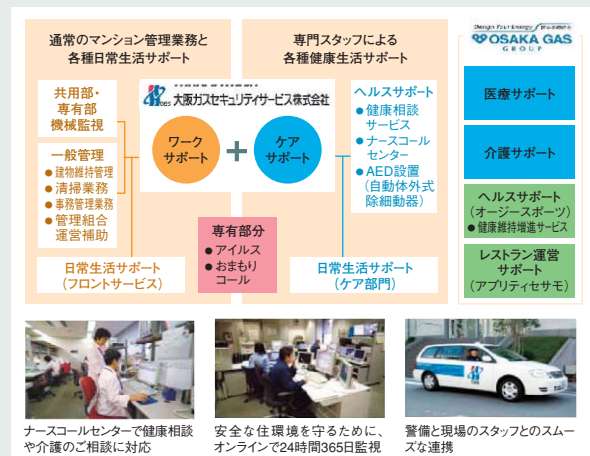 通常のマンション管理業務と
各種日常生活サポート
専門スタッフによる
各種健康生活サポート
Design Your Energy
OSAKA GAS
GROUP
共用部・
専有部
機械監視
一般管理
●建物維持管理
●清掃業務
●事務管理業務
●管理組合
運営補助
OSS 大阪ガスセキュリティサービス株式会社
ワーク
サポート
+
ケア
サポート
ヘルスサポート
●健康相談
サービス
●ナースコール
センター
●AED設置
(自動体外式
除細動器)
専有部分
●アイルス
●おまもり
コール
日常生活サポート
(フロントサービス)
日常生活サポート
(ケア部門)
医療サポート
介護サポート
ヘルスサポート
(オージースポーツ)
●健康維持増進サービス
レストラン運営
サポート
(アプリティセサモ)
ナースコールセンターで健康相談
や介護のご相談に対応
安全な住環境を守るために、
オンラインで24時間365日監視
警備と現場のスタッフとのスムー
ズな連携